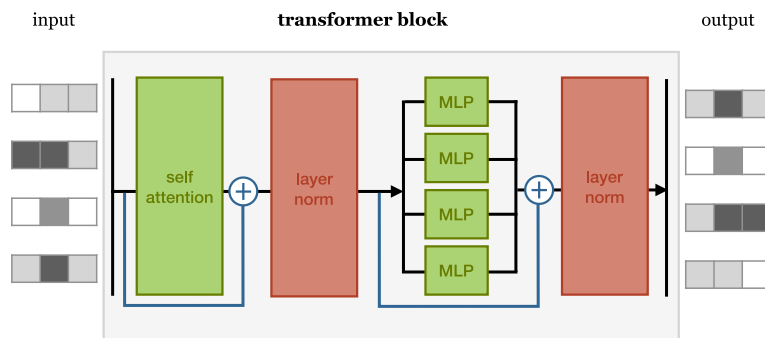 input
transformer block
output
self
attention
layer
norm
MLP
MLP
MLP
MLP
layer
norm